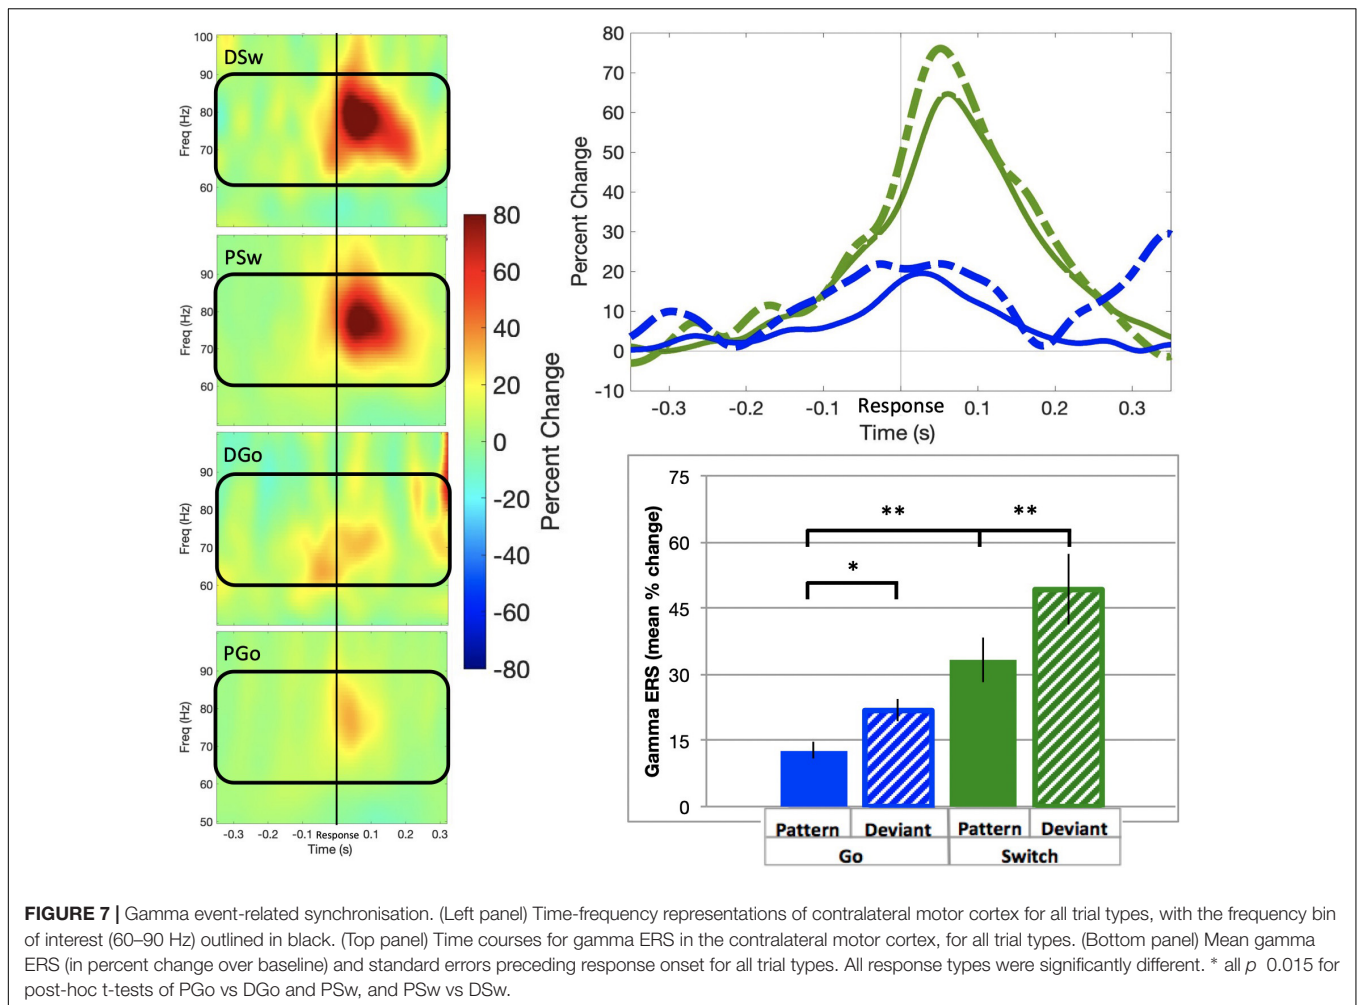 DSw
100
90
80
70
60
Freq (Hz)
PSw
90
80
70
60
Freq (Hz)
DGo
90
80
70
60
Freq (Hz)
PGo
90
80
70
60
50
Freq (Hz)
-0.3 -0.2 -0.1 Response 0.1 0.2 0.3
Time (s)
80
60
40
20
0
-20
-40
-60
-80
Percent Change
80
70
60
50
40
30
20
10
0
-10
Percent Change
-0.3 -0.2 -0.1 Response 0.1 0.2 0.3
Time (s)
75
60
45
30
15
0
Gamma ERS (mean % change)
** **
*
Pattern Deviant Pattern Deviant
Go Switch
FIGURE 7 | Gamma event-related synchronisation. (Left panel) Time-frequency representations of contralateral motor cortex for all trial types, with the frequency bin
of interest (60–90 Hz) outlined in black. (Top panel) Time courses for gamma ERS in the contralateral motor cortex, for all trial types. (Bottom panel) Mean gamma
ERS (in percent change over baseline) and standard errors preceding response onset for all trial types. All response types were significantly different. * all p 0.015 for
post-hoc t-tests of PGo vs DGo and PSw, and PSw vs DSw.